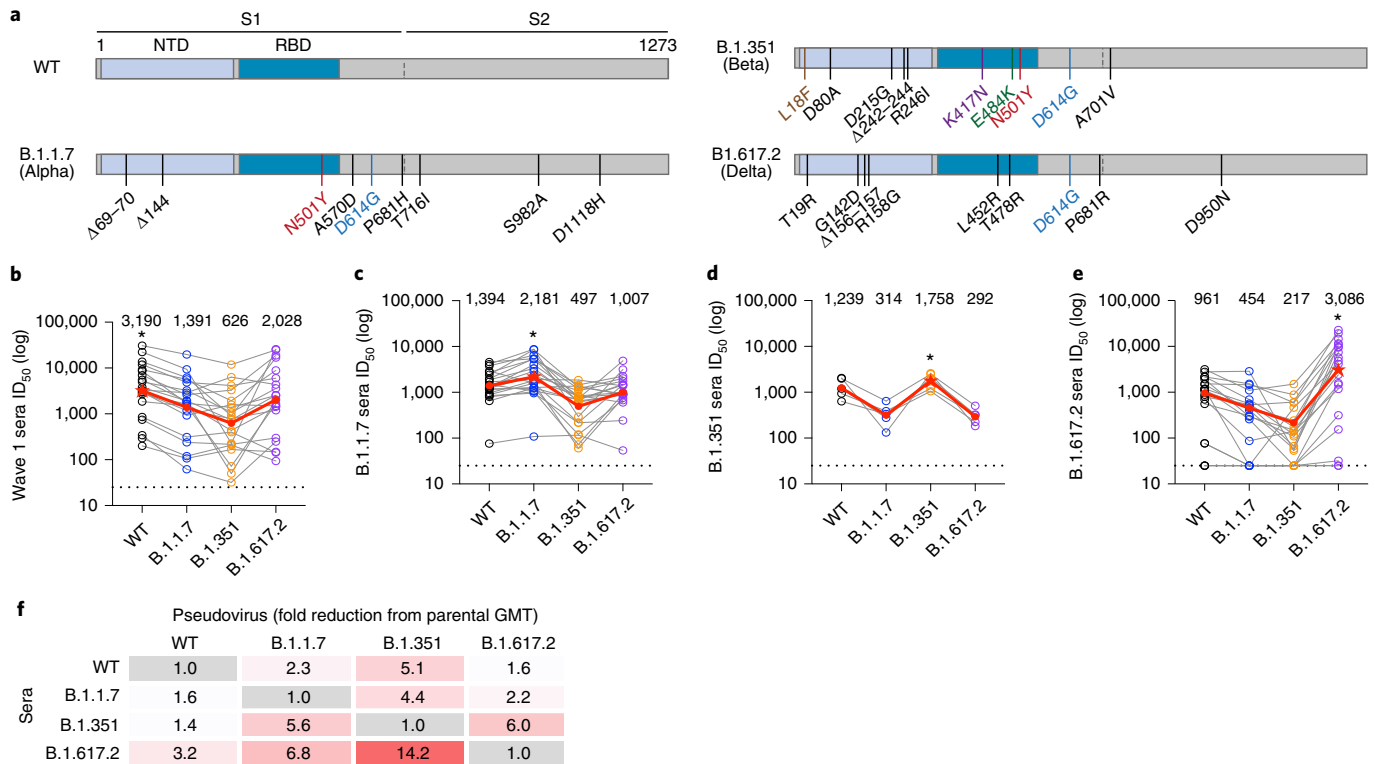 a
S1 S2
1 NTD RBD 1273
WT
B.1.1.7
(Alpha)
Δ69–70 Δ144 N501Y A570D D614G P681H T716I S982A D1118H
B.1.351
(Beta)
L18F D80A D215G Δ242–244 R246I K417N E484K N501Y D614G A701V
B1.617.2
(Delta)
T19R G142D Δ156–157 R158G L452R T478R D614G P681R D950N
b
Wave 1 sera ID50 (log)
3,190 1,391 626 2,028
*
100,000
10,000
1,000
100
10
WT B.1.1.7 B.1.351 B.1.617.2
c
B.1.1.7 sera ID50 (log)
1,394 2,181 497 1,007
*
100,000
10,000
1,000
100
10
WT B.1.1.7 B.1.351 B.1.617.2
d
B.1.351 sera ID50 (log)
1,239 314 1,758 292
*
100,000
10,000
1,000
100
10
WT B.1.1.7 B.1.351 B.1.617.2
e
B.1.617.2 sera ID50 (log)
961 454 217 3,086
*
100,000
10,000
1,000
100
10
WT B.1.1.7 B.1.351 B.1.617.2
f
Pseudovirus (fold reduction from parental GMT)
WT B.1.1.7 B.1.351 B.1.617.2
Sera
WT 1.0 2.3 5.1 1.6
B.1.1.7 1.6 1.0 4.4 2.2
B.1.351 1.4 5.6 1.0 6.0
B.1.617.2 3.2 6.8 14.2 1.0